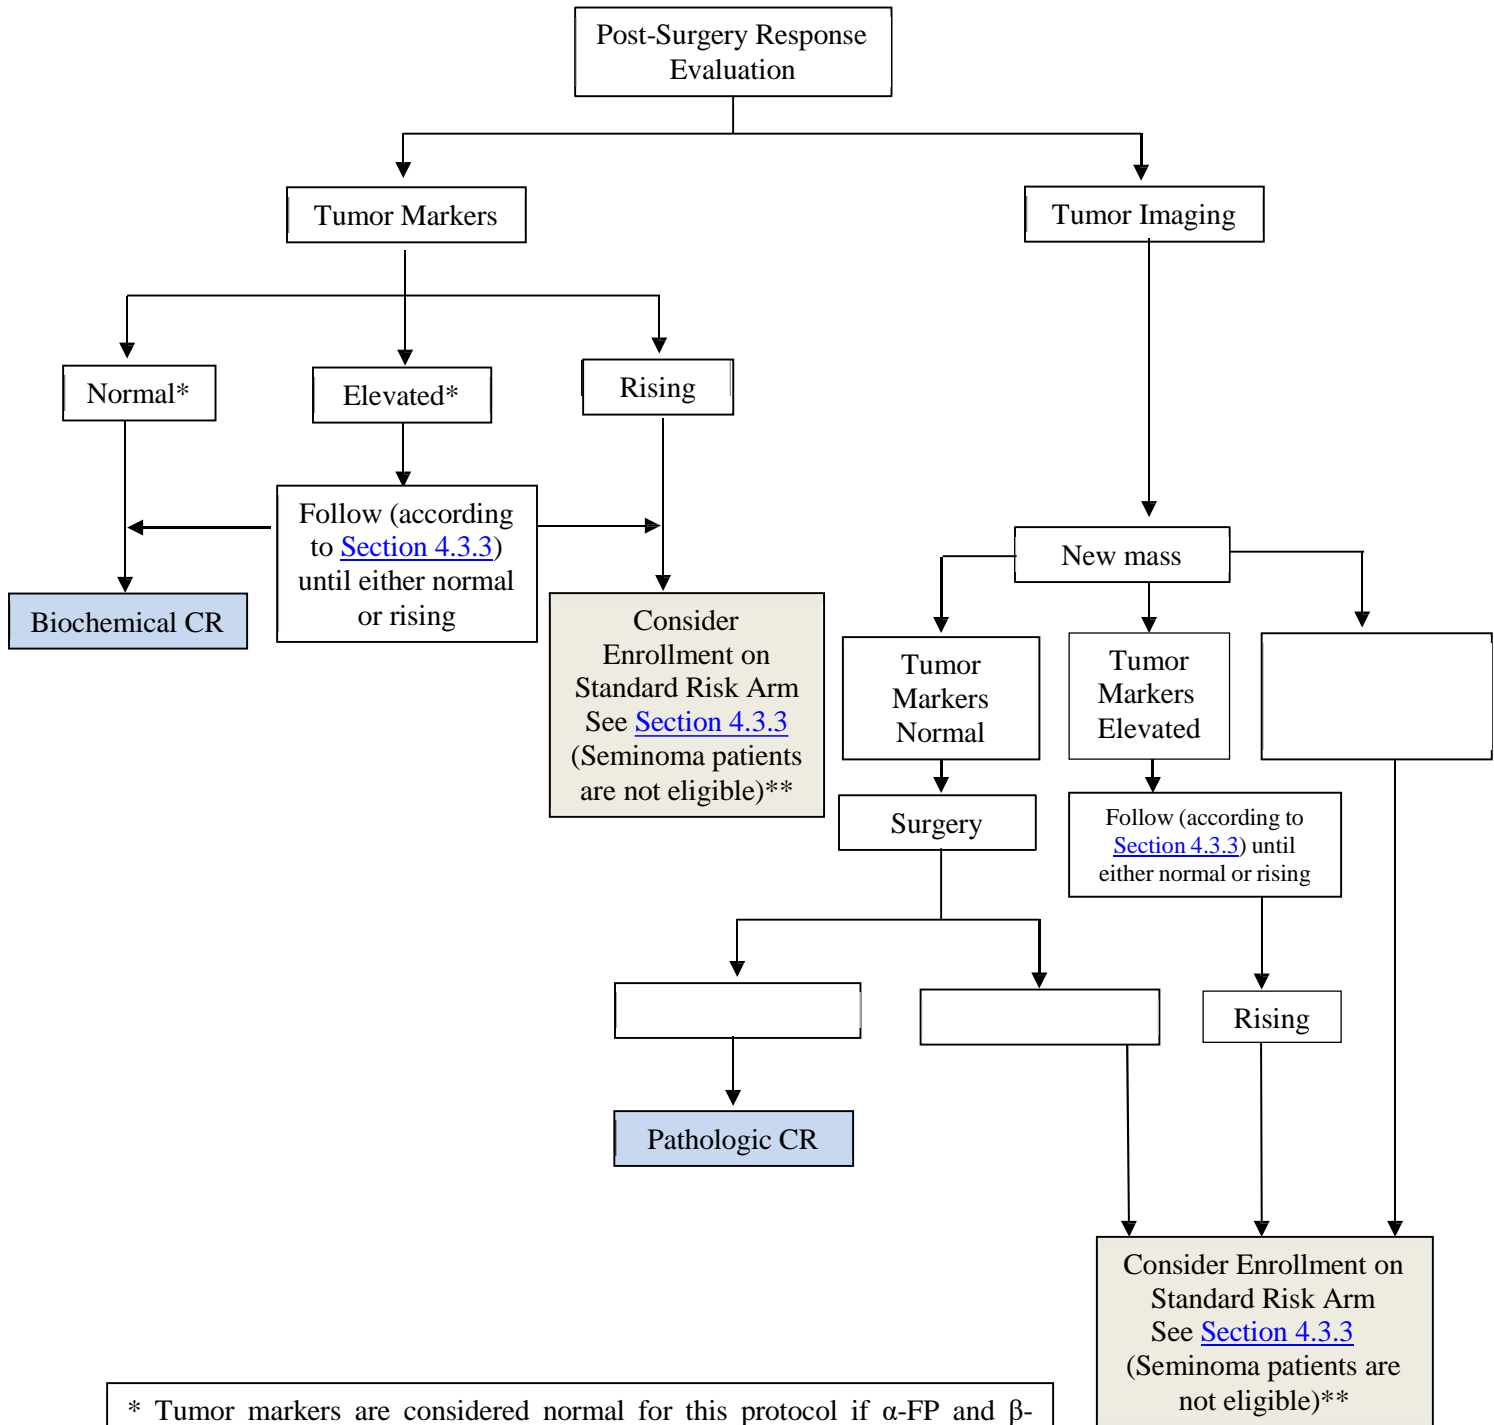 Post-Surgery Response
Evaluation
Tumor Markers
Tumor Imaging
Normal*
Elevated*
Rising
Follow (according
to Section 4.3.3)
until either normal
or rising
Biochemical CR
Consider
Enrollment on
Standard Risk Arm
See Section 4.3.3
(Seminoma patients
are not eligible)**
New mass
Tumor
Markers
Normal
Tumor
Markers
Elevated
Surgery
Follow (according to
Section 4.3.3) until
either normal or rising
Rising
Pathologic CR
Consider Enrollment on
Standard Risk Arm
See Section 4.3.3
(Seminoma patients are
not eligible)**
* Tumor markers are considered normal for this protocol if α-FP and β-